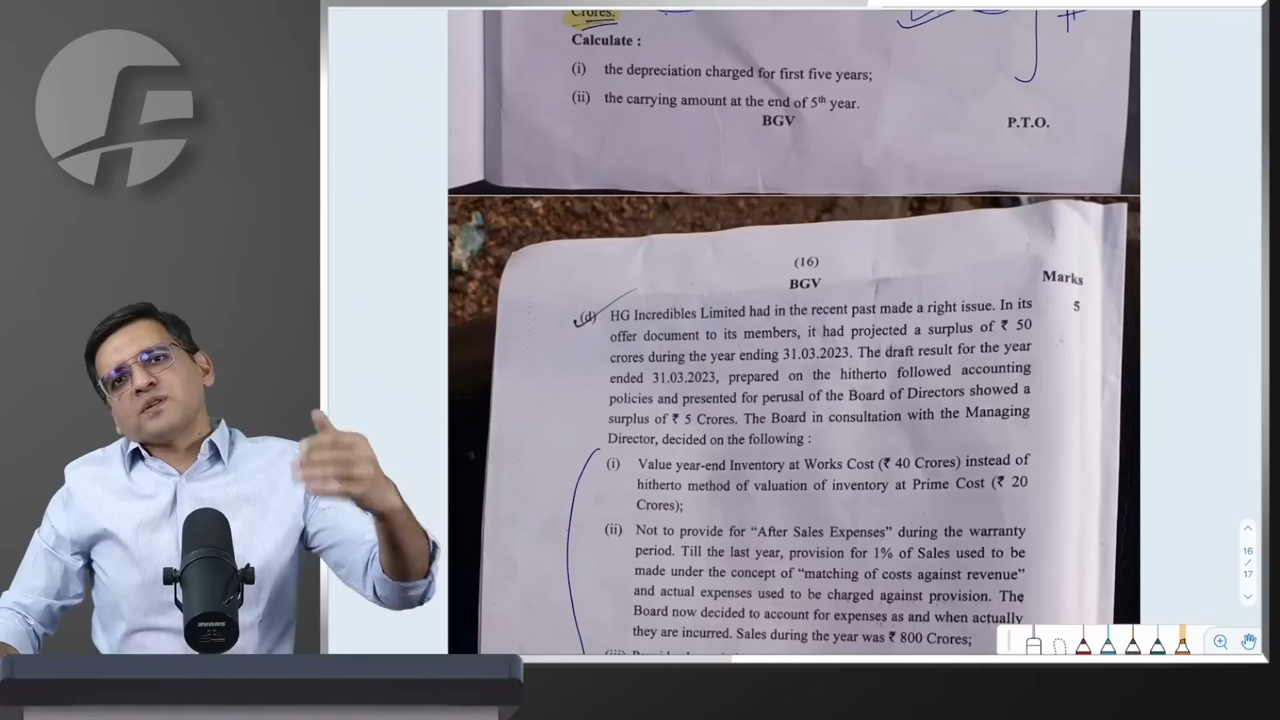 Crores.
Calculate :
(i) the depreciation charged for first five years;
(ii) the carrying amount at the end of 5th year.
BGV
P.T.O.
(16)
BGV
Marks
(d) HG Incredibles Limited had in the recent past made a right issue. In its 5
offer document to its members, it had projected a surplus of ₹ 50
crores during the year ending 31.03.2023. The draft result for the year
ended 31.03.2023, prepared on the hitherto followed accounting
policies and presented for perusal of the Board of Directors showed a
surplus of ₹ 5 Crores. The Board in consultation with the Managing
Director, decided on the following :
(i) Value year-end Inventory at Works Cost (₹ 40 Crores) instead of
hitherto method of valuation of inventory at Prime Cost (₹ 20
Crores);
(ii) Not to provide for “After Sales Expenses” during the warranty
period. Till the last year, provision for 1% of Sales used to be
made under the concept of “matching of costs against revenue”
and actual expenses used to be charged against provision. The
Board now decided to account for expenses as and when actually
they are incurred. Sales during the year was ₹ 800 Crores;
16
/
17
SHURE